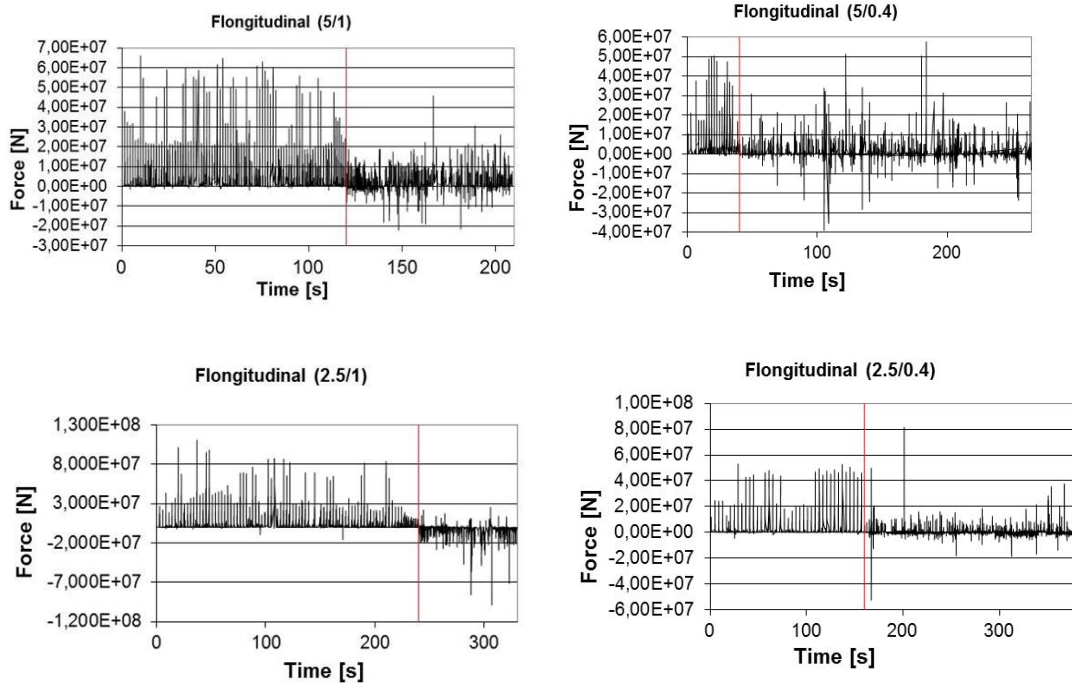 Flongitudinal (5/1)
7,00E+07
6,00E+07
5,00E+07
4,00E+07
3,00E+07
2,00E+07
1,00E+07
0,00E+00
-1,00E+07
-2,00E+07
-3,00E+07
Force [N]
0 50 100 150 200
Time [s]
Flongitudinal (5/0.4)
6,00E+07
5,00E+07
4,00E+07
3,00E+07
2,00E+07
1,00E+07
0,00E+00
-1,00E+07
-2,00E+07
-3,00E+07
-4,00E+07
Force [N]
0 100 200
Time [s]
Flongitudinal (2.5/1)
1,300E+08
8,000E+07
3,000E+07
-2,000E+07
-7,000E+07
-1,200E+08
Force [N]
0 100 200 300
Time [s]
Flongitudinal (2.5/0.4)
1,00E+08
8,00E+07
6,00E+07
4,00E+07
2,00E+07
0,00E+00
-2,00E+07
-4,00E+07
-6,00E+07
Force [N]
0 100 200 300
Time [s]